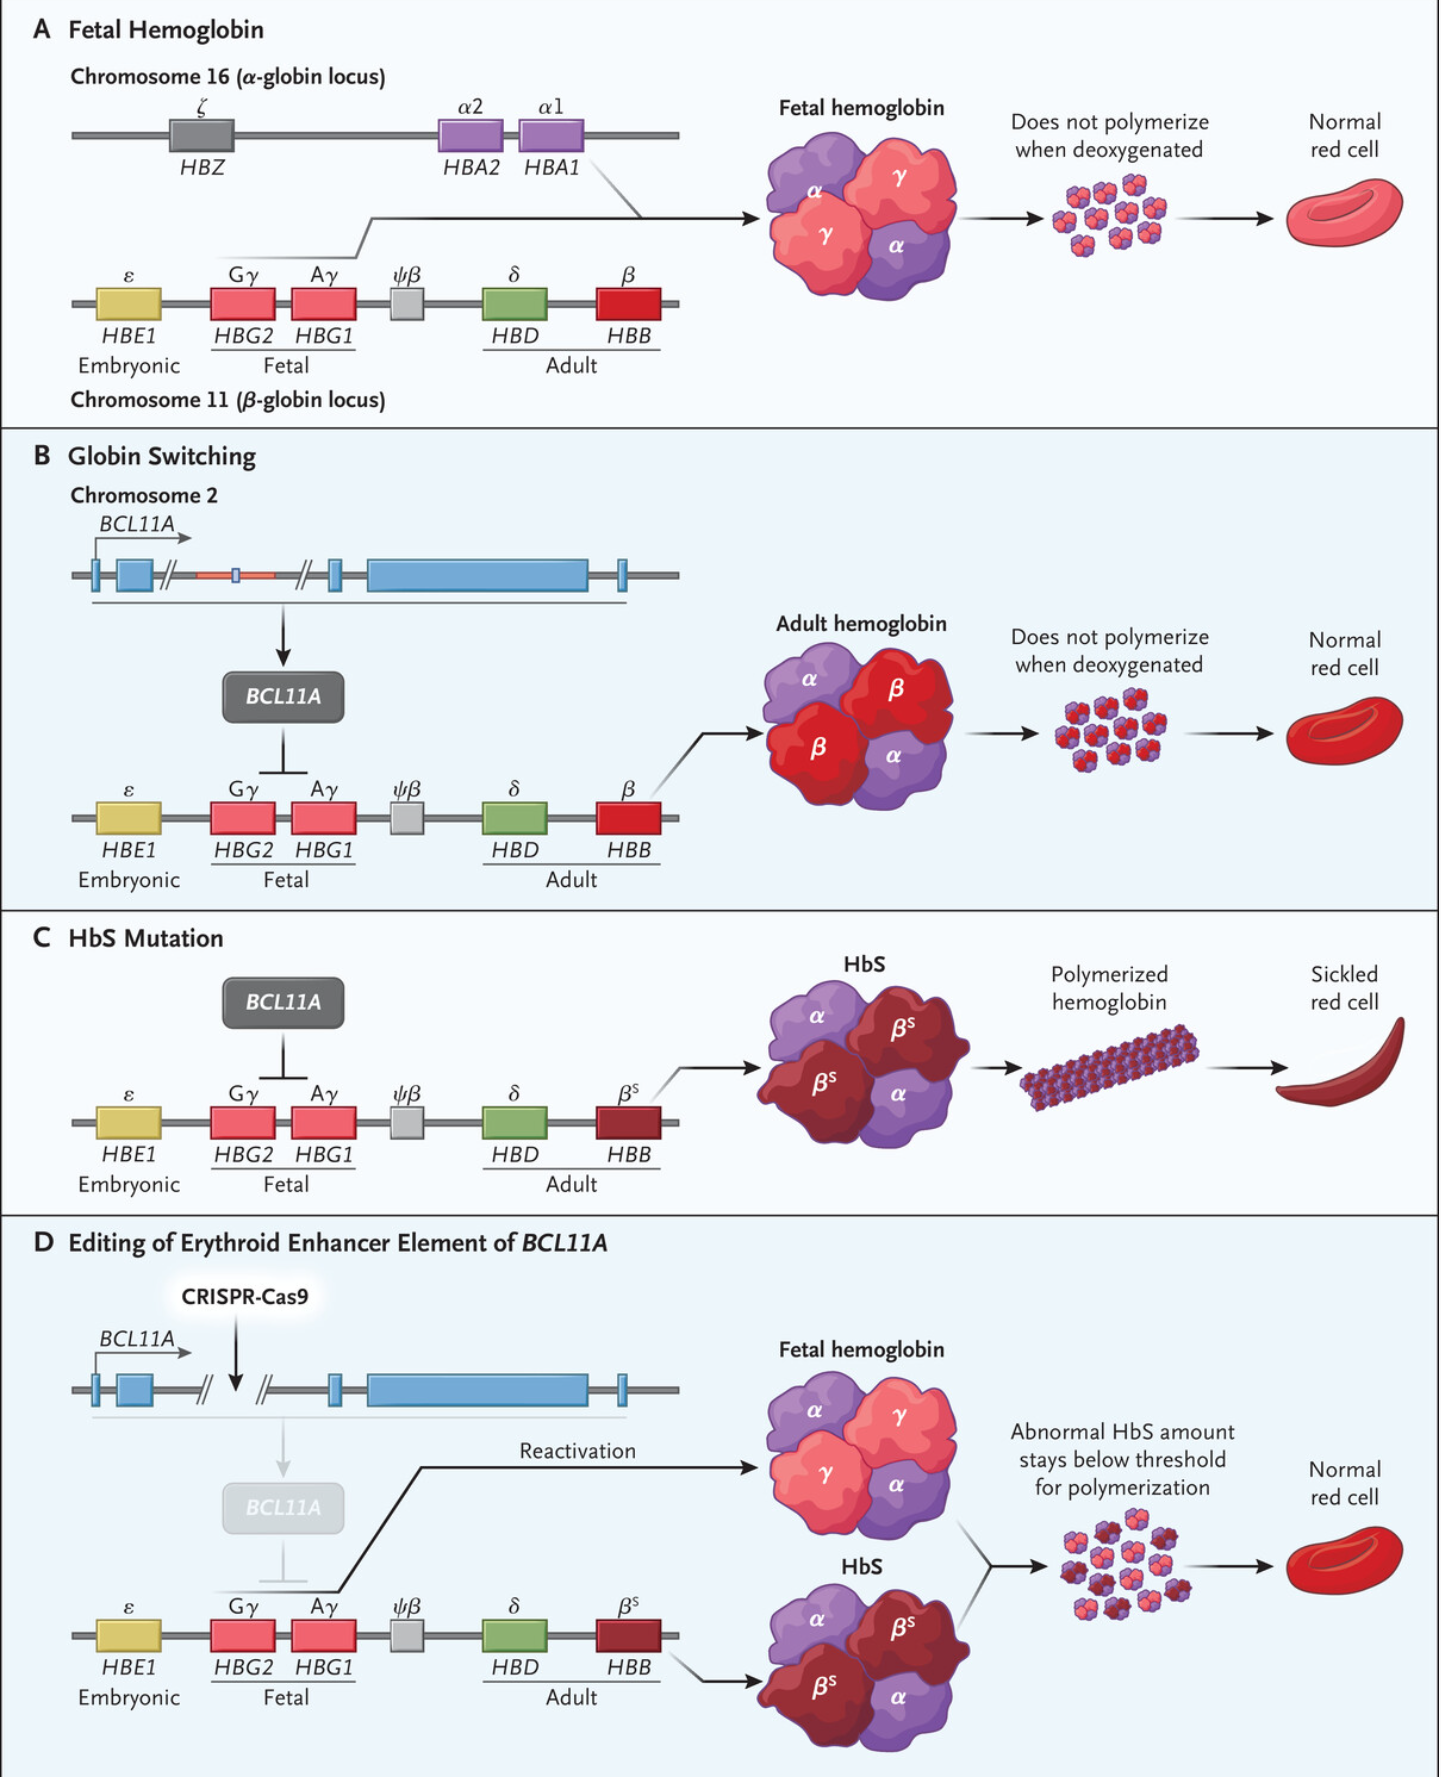 A Fetal Hemoglobin
Chromosome 16 (α-globin locus)
ζ α2 α1
HBZ HBA2 HBA1
ε Gγ Aγ ψβ δ β
HBE1 HBG2 HBG1 HBD HBB
Embryonic Fetal Adult
Chromosome 11 (β-globin locus)
Fetal hemoglobin
α γ
γ α
Does not polymerize
when deoxygenated
Normal
red cell
B Globin Switching
Chromosome 2
BCL11A
BCL11A
ε Gγ Aγ ψβ δ β
HBE1 HBG2 HBG1 HBD HBB
Embryonic Fetal Adult
Adult hemoglobin
α β
β α
Does not polymerize
when deoxygenated
Normal
red cell
C HbS Mutation
BCL11A
ε Gγ Aγ ψβ δ βS
HBE1 HBG2 HBG1 HBD HBB
Embryonic Fetal Adult
HbS
α βS
βS α
Polymerized
hemoglobin
Sickled
red cell
D Editing of Erythroid Enhancer Element of BCL11A
CRISPR-Cas9
BCL11A
BCL11A
Reactivation
ε Gγ Aγ ψβ δ βS
HBE1 HBG2 HBG1 HBD HBB
Embryonic Fetal Adult
Fetal hemoglobin
α γ
γ α
HbS
α βS
βS α
Abnormal HbS amount
stays below threshold
for polymerization
Normal
red cell